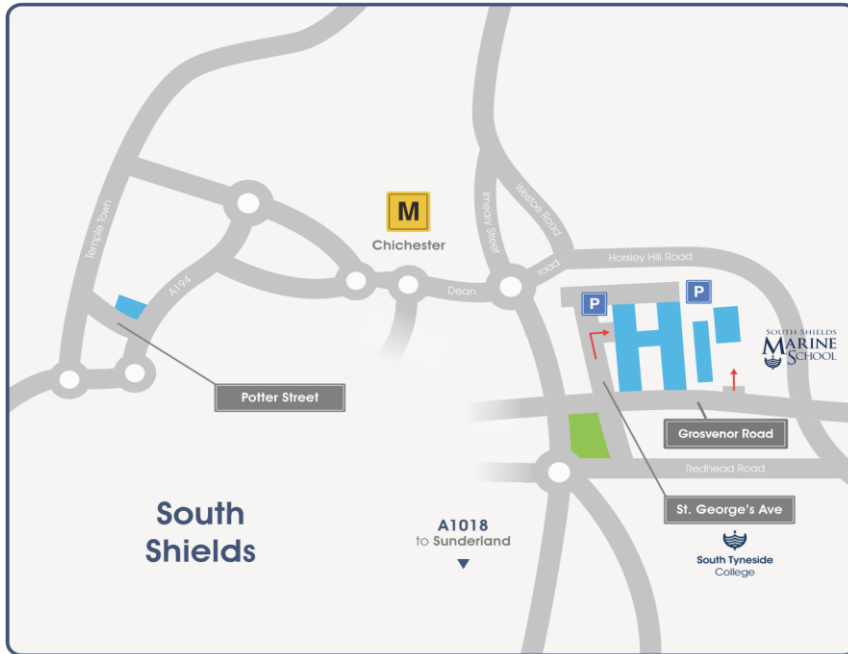 Temple Town
A194
M
Chichester
Imeary Street
Westoe Road
road
Dean
Horsley Hill Road
P
P
SOUTH SHIELDS
MARINE
SCHOOL
Potter Street
Grosvenor Road
Redhead Road
St. George's Ave
South
Shields
A1018
to Sunderland
South Tyneside
College